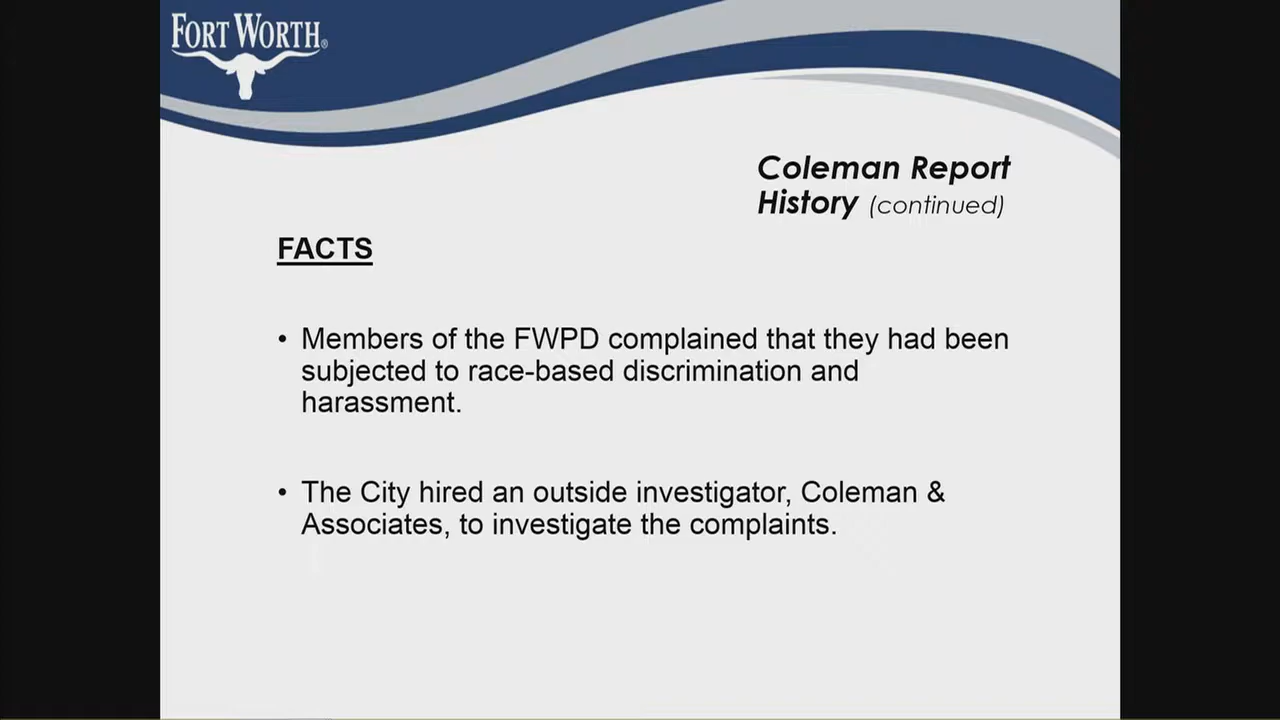 FORT WORTH®
Coleman Report
History (continued)
FACTS
• Members of the FWPD complained that they had been
subjected to race-based discrimination and
harassment.
• The City hired an outside investigator, Coleman &
Associates, to investigate the complaints.